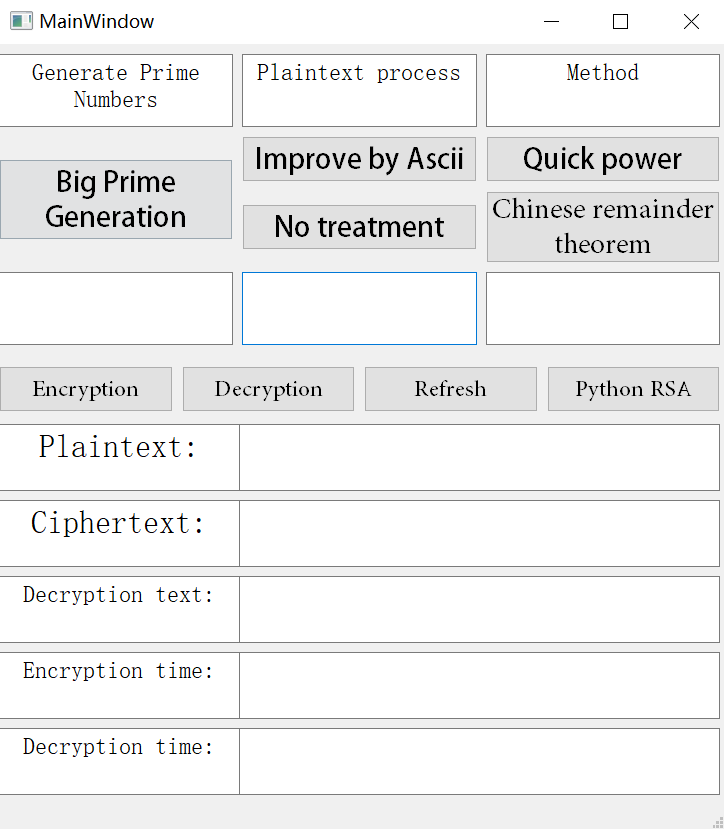 MainWindow
Generate Prime
Numbers
Plaintext process
Method
Big Prime
Generation
Improve by Ascii
No treatment
Quick power
Chinese remainder
theorem
Encryption
Decryption
Refresh
Python RSA
Plaintext:
Ciphertext:
Decryption text:
Encryption time:
Decryption time: